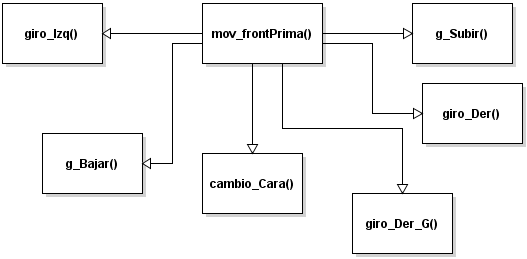 giro_Izq()
mov_frontPrima()
g_Subir()
giro_Der()
g_Bajar()
cambio_Cara()
giro_Der_G()